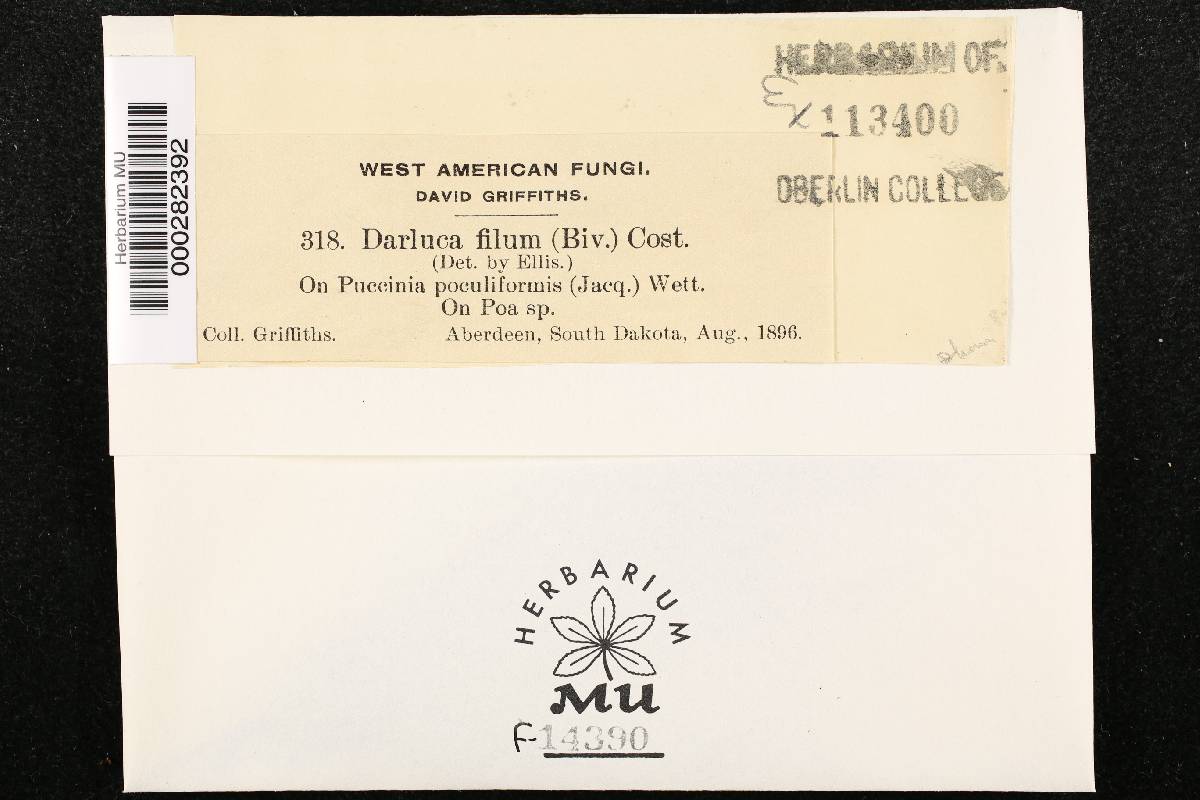 HERBARIUM OF
Ex
113400
OBERLIN COLLEGE
Herbarium MU
000282392
WEST AMERICAN FUNGI.
DAVID GRIFFITHS.
318. Darluca filum (Biv.) Cost.
(Det. by Ellis.)
On Puccinia poculiformis (Jacq.) Wett.
On Poa sp.
Coll. Griffiths. Aberdeen, South Dakota, Aug., 1896.
HERBARIUM
MU
F-14390